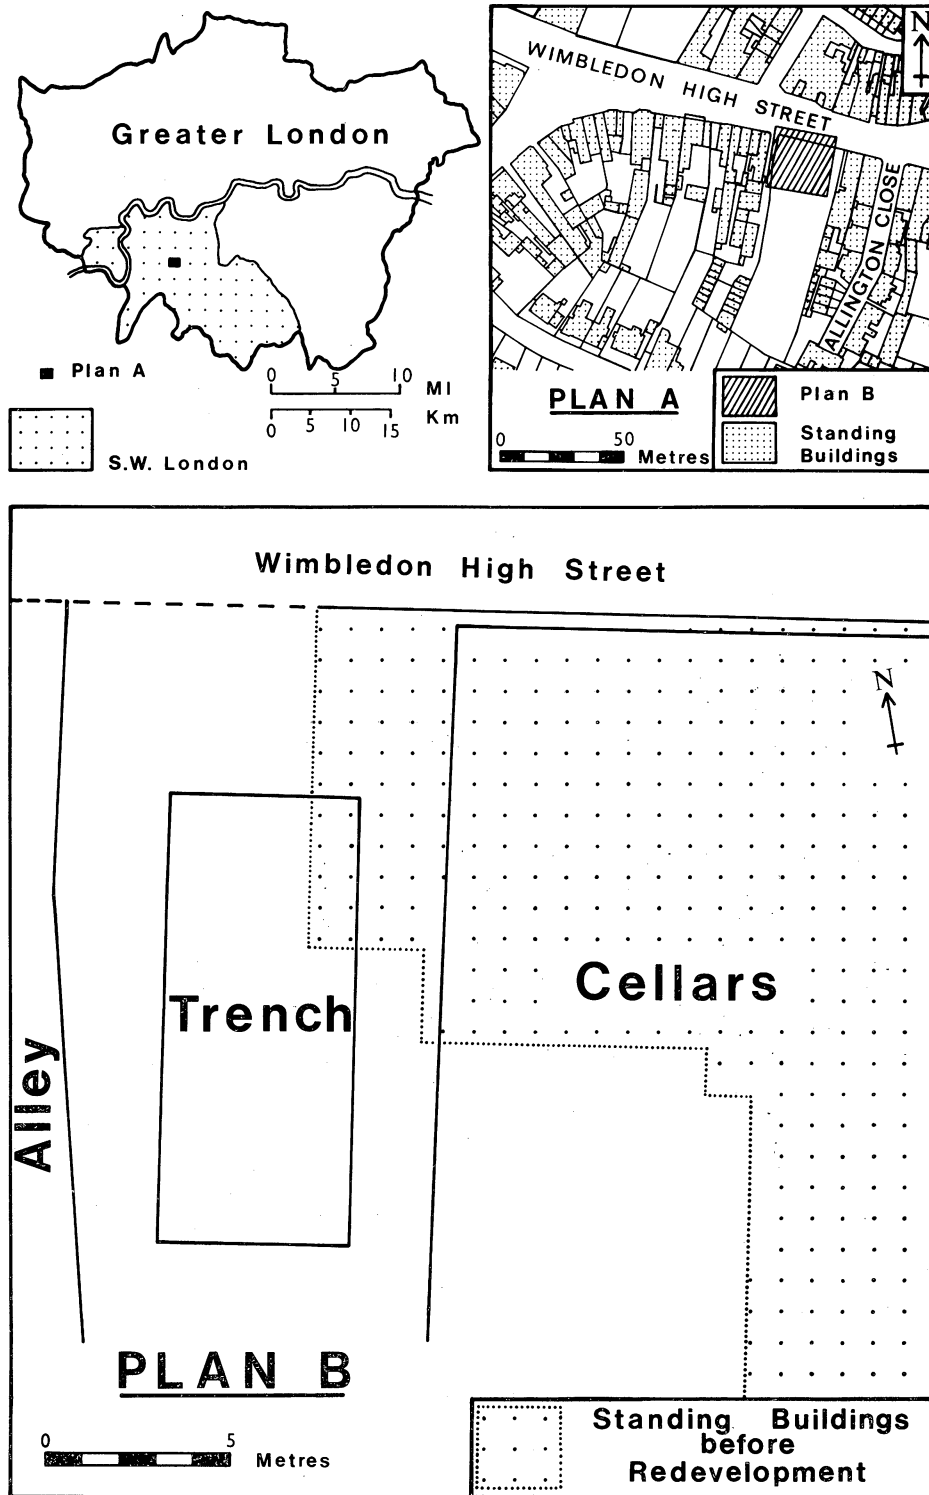 Greater London
Plan A
0 5 10
MI
Km
0 5 10 15
S.W. London
N
WIMBLEDON HIGH STREET
ALLINGTON CLOSE
PLAN A
0 50
Metres
Plan B
Standing
Buildings
Wimbledon High Street
N
Cellars
Trench
Alley
PLAN B
0 5
Metres
Standing Buildings
before
Redevelopment